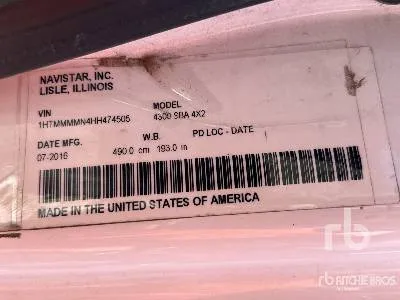 NAVISTAR, INC.
LISLE, ILLINOIS
VIN MODEL
1HTMMMMN4HH474505 4300 SBA 4X2
DATE MFG. W.B. PD LOC - DATE
07-2016 490.0 cm 193.0 in
MADE IN THE UNITED STATES OF AMERICA
rb
RITCHIE BROS.